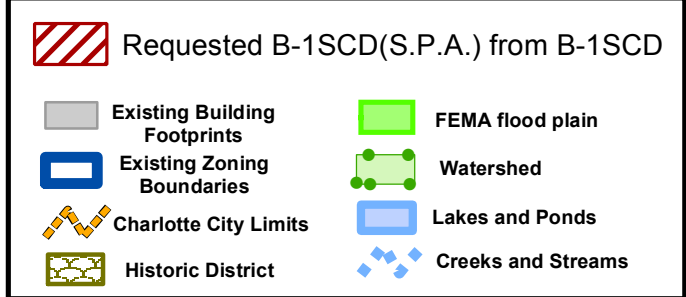 Requested B-1SCD(S.P.A.) from B-1SCD
Existing Building
Footprints
Existing Zoning
Boundaries
Charlotte City Limits
Historic District
FEMA flood plain
Watershed
Lakes and Ponds
Creeks and Streams